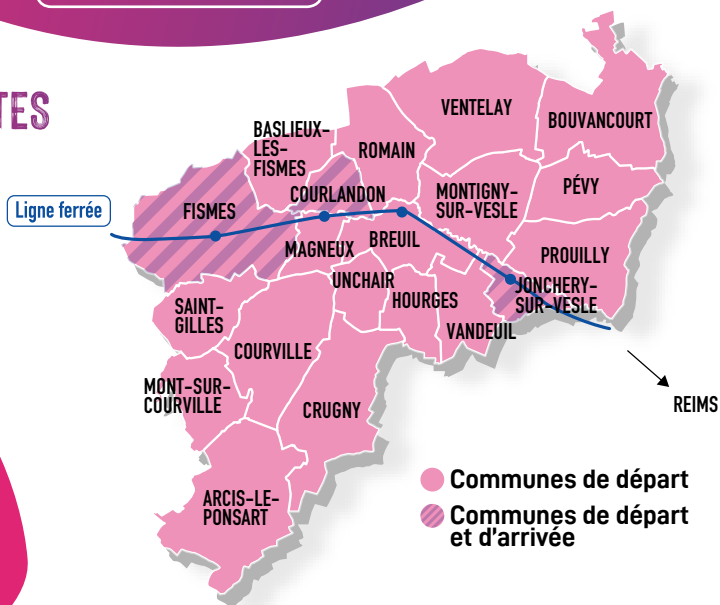 TES
VENTELAY
BOUVANCOURT
BASLIEUX-
LES-
FISMES
ROMAIN
COURLANDON
MONTIGNY-
SUR-VESLE
PÉVY
Ligne ferrée
FISMES
MAGNEUX
BREUIL
PROUILLY
UNCHAIR
HOURGES
JONCHERY-
SUR-VESLE
SAINT-
GILLES
VANDEUIL
COURVILLE
MONT-SUR-
COURVILLE
CRUGNY
REIMS
ARCIS-LE-
PONSART
Communes de départ
Communes de départ
et d'arrivée